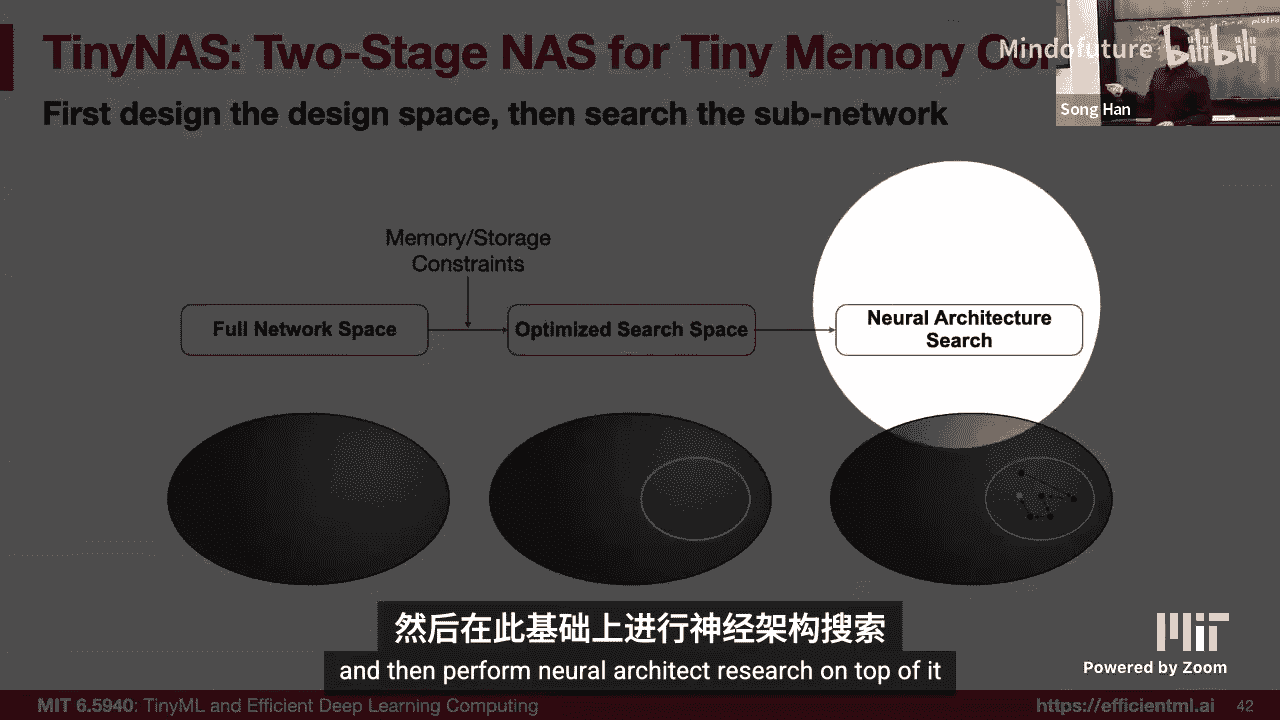 TinyNAS: Two-Stage NAS for Tiny Memory Con
Mindofuture bilibili
First design the design space, then search the sub-network
Song Han
Memory/Storage
Constraints
Full Network Space
Optimized Search Space
Neural Architecture
Search
然后在此基础上进行神经架构搜索
and then perform neural architect research on top of it
MIT
Powered by Zoom
MIT 6.5940: TinyML and Efficient Deep Learning Computing
https://efficientml.ai
42